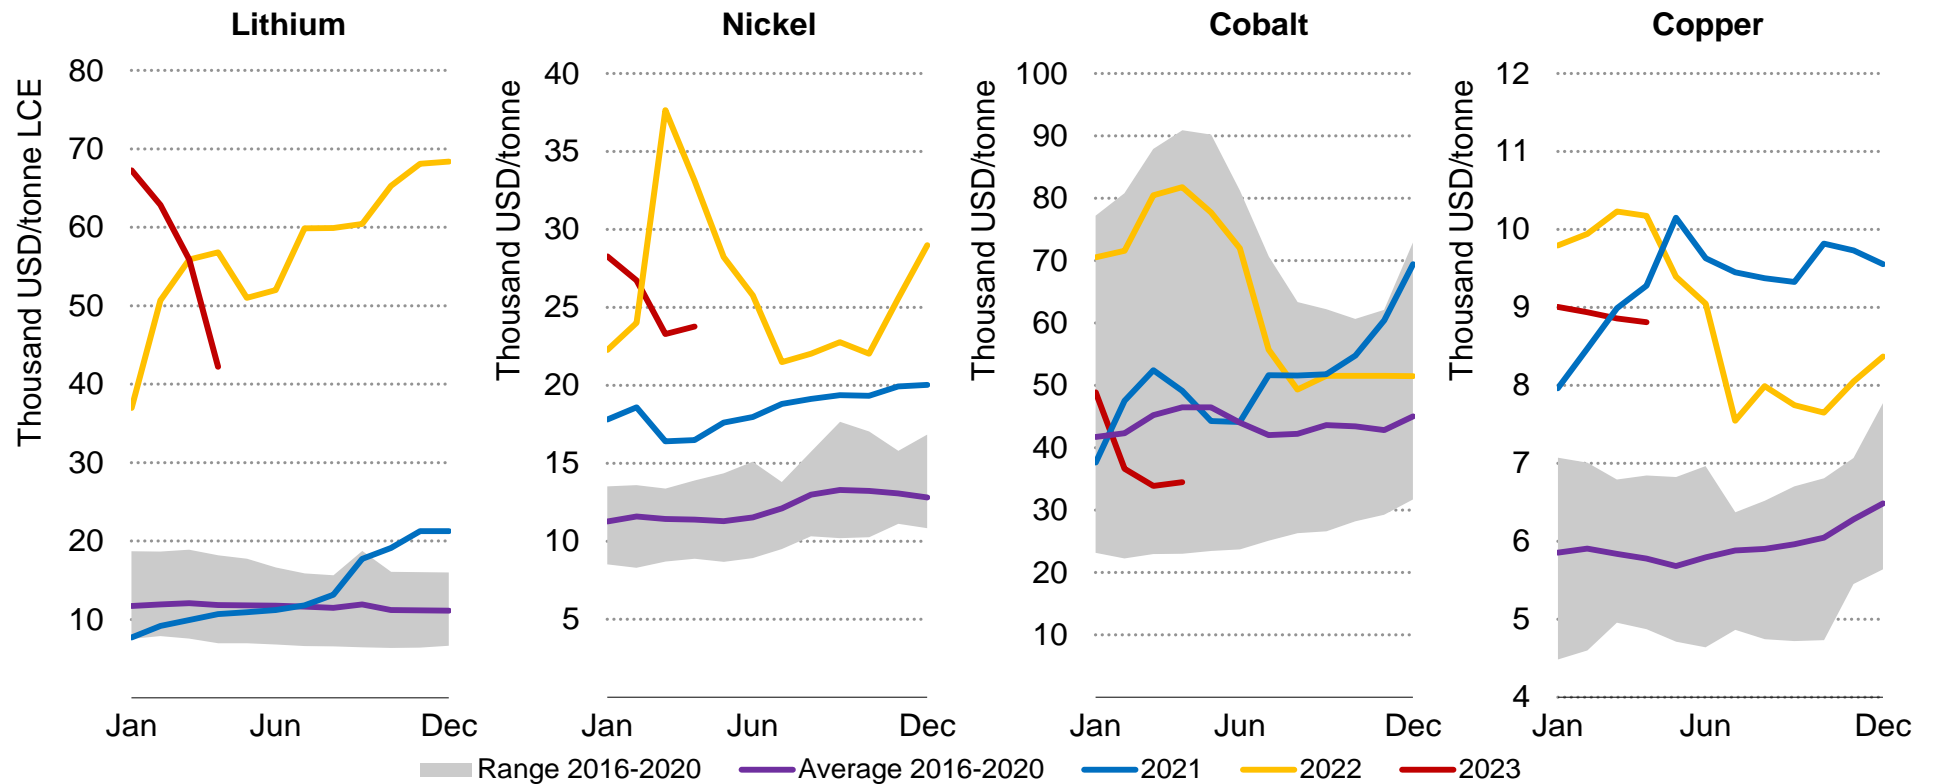 Lithium
Thousand USD/tonne LCE
80
70
60
50
40
30
20
10
Jan Jun Dec
Nickel
Thousand USD/tonne
40
35
30
25
20
15
10
5
Jan Jun Dec
Cobalt
Thousand USD/tonne
100
90
80
70
60
50
40
30
20
10
Jan Jun Dec
Copper
Thousand USD/tonne
12
11
10
9
8
7
6
5
4
Jan Jun Dec
Range 2016-2020 Average 2016-2020 2021 2022 2023